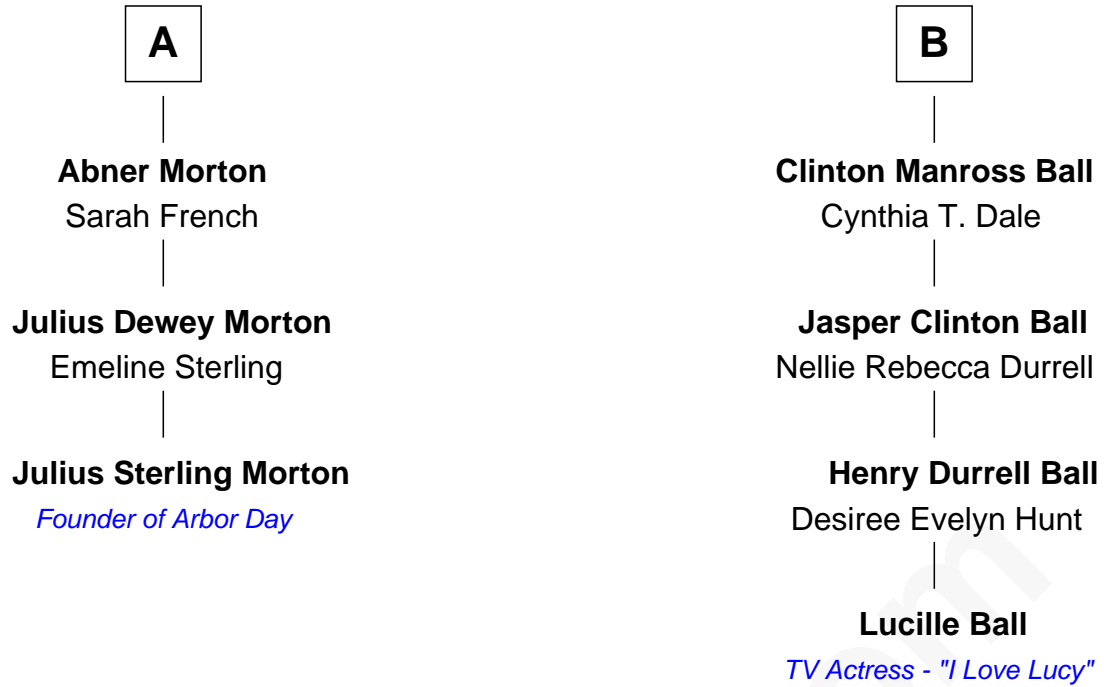 A
Abner Morton
Sarah French
Julius Dewey Morton
Emeline Sterling
Julius Sterling Morton
Founder of Arbor Day
B
Clinton Manross Ball
Cynthia T. Dale
Jasper Clinton Ball
Nellie Rebecca Durrell
Henry Durrell Ball
Desiree Evelyn Hunt
Lucille Ball
TV Actress - "I Love Lucy"